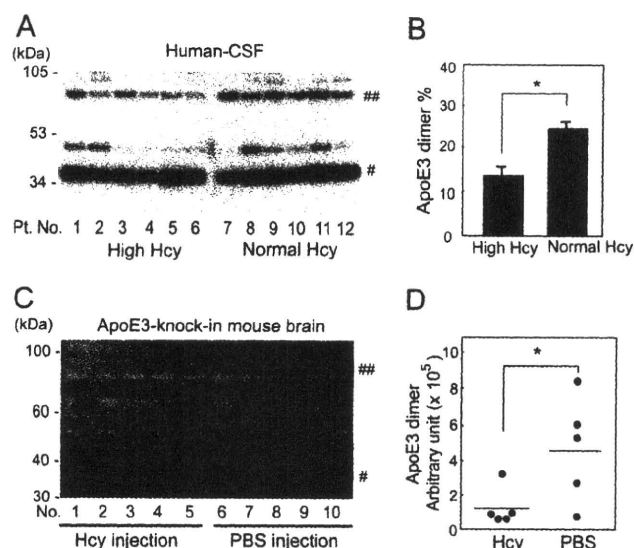 A
(kDa)
Human-CSF
105 -
##
53 -
34 -
#
Pt. No. 1 2 3 4 5 6 7 8 9 10 11 12
High Hcy Normal Hcy
B
ApoE3 dimer %
40
30
20
10
0
*
High Hcy Normal Hcy
C
(kDa)
ApoE3-knock-in mouse brain
100 -
##
60 -
40 -
#
30 -
No. 1 2 3 4 5 6 7 8 9 10
Hcy injection PBS injection
D
ApoE3 dimer
Arbitrary unit (x 10⁵)
10
8
6
4
2
0
*
Hcy PBS